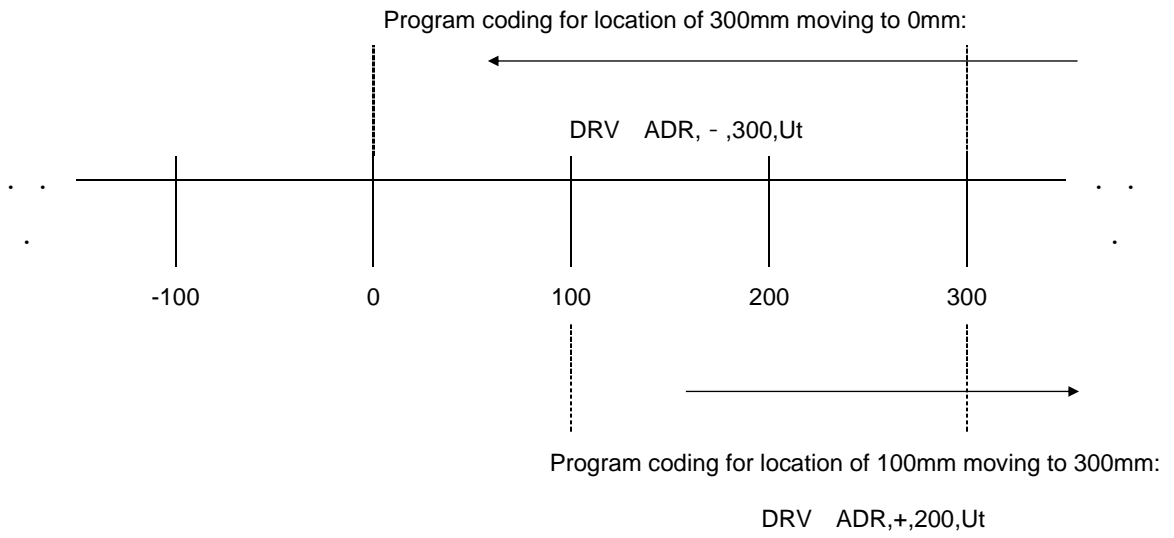 Program coding for location of 300mm moving to 0mm:
DRV ADR, - ,300,Ut
. . . .
. .
-100 0 100 200 300
Program coding for location of 100mm moving to 300mm:
DRV ADR,+,200,Ut